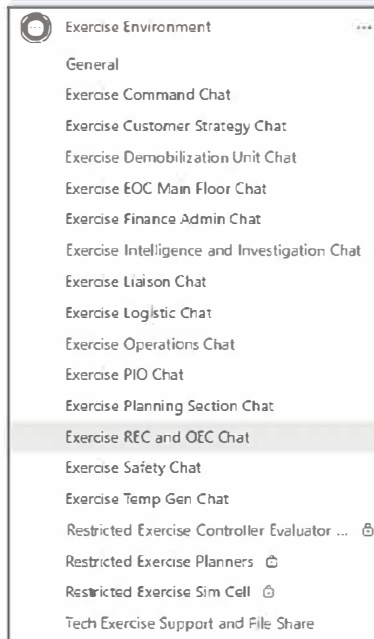 Exercise Environment ...
General
Exercise Command Chat
Exercise Customer Strategy Chat
Exercise Demobilization Unit Chat
Exercise EOC Main Floor Chat
Exercise Finance Admin Chat
Exercise Intelligence and Investigation Chat
Exercise Liaison Chat
Exercise Logistic Chat
Exercise Operations Chat
Exercise PIO Chat
Exercise Planning Section Chat
Exercise REC and OEC Chat
Exercise Safety Chat
Exercise Temp Gen Chat
Restricted Exercise Controller Evaluator ...
Restricted Exercise Planners
Restricted Exercise Sim Cell
Tech Exercise Support and File Share